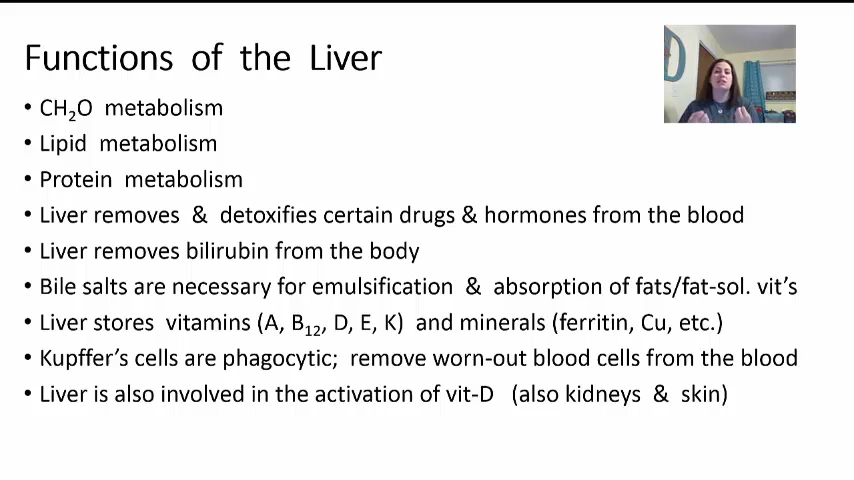 Functions of the Liver
• CH₂O metabolism
• Lipid metabolism
• Protein metabolism
• Liver removes & detoxifies certain drugs & hormones from the blood
• Liver removes bilirubin from the body
• Bile salts are necessary for emulsification & absorption of fats/fat-sol. vit's
• Liver stores vitamins (A, B₁₂, D, E, K) and minerals (ferritin, Cu, etc.)
• Kupffer's cells are phagocytic; remove worn-out blood cells from the blood
• Liver is also involved in the activation of vit-D (also kidneys & skin)